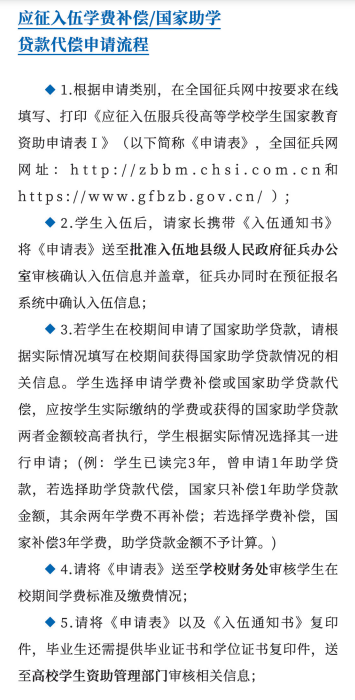 应征入伍学费补偿/国家助学
贷款代偿申请流程
◆ 1.根据申请类别，在全国征兵网中按要求在线
填写、打印《应征入伍服兵役高等学校学生国家教育
资助申请表Ⅰ》（以下简称《申请表》，全国征兵网
网址：http://zbbm.chsi.com.cn和
https://www.gfbzb.gov.cn/ ）；
◆ 2.学生入伍后，请家长携带《入伍通知书》
将《申请表》送至批准入伍地县级人民政府征兵办公
室审核确认入伍信息并盖章，征兵办同时在预征报名
系统中确认入伍信息；
◆ 3.若学生在校期间申请了国家助学贷款，请根
据实际情况填写在校期间获得国家助学贷款情况的相
关信息。学生选择申请学费补偿或国家助学贷款代
偿，应按学生实际缴纳的学费或获得的国家助学贷款
两者金额较高者执行，学生根据实际情况选择其一进
行申请；(例：学生已读完3年，曾申请1年助学贷
款，若选择助学贷款代偿，国家只补偿1年助学贷款
金额，其余两年学费不再补偿；若选择学费补偿，国
家补偿3年学费，助学贷款金额不予计算。)
◆ 4.请将《申请表》送至学校财务处审核学生在
校期间学费标准及缴费情况；
◆ 5.请将《申请表》以及《入伍通知书》复印
件，毕业生还需提供毕业证书和学位证书复印件，送
至高校学生资助管理部门审核相关信息；